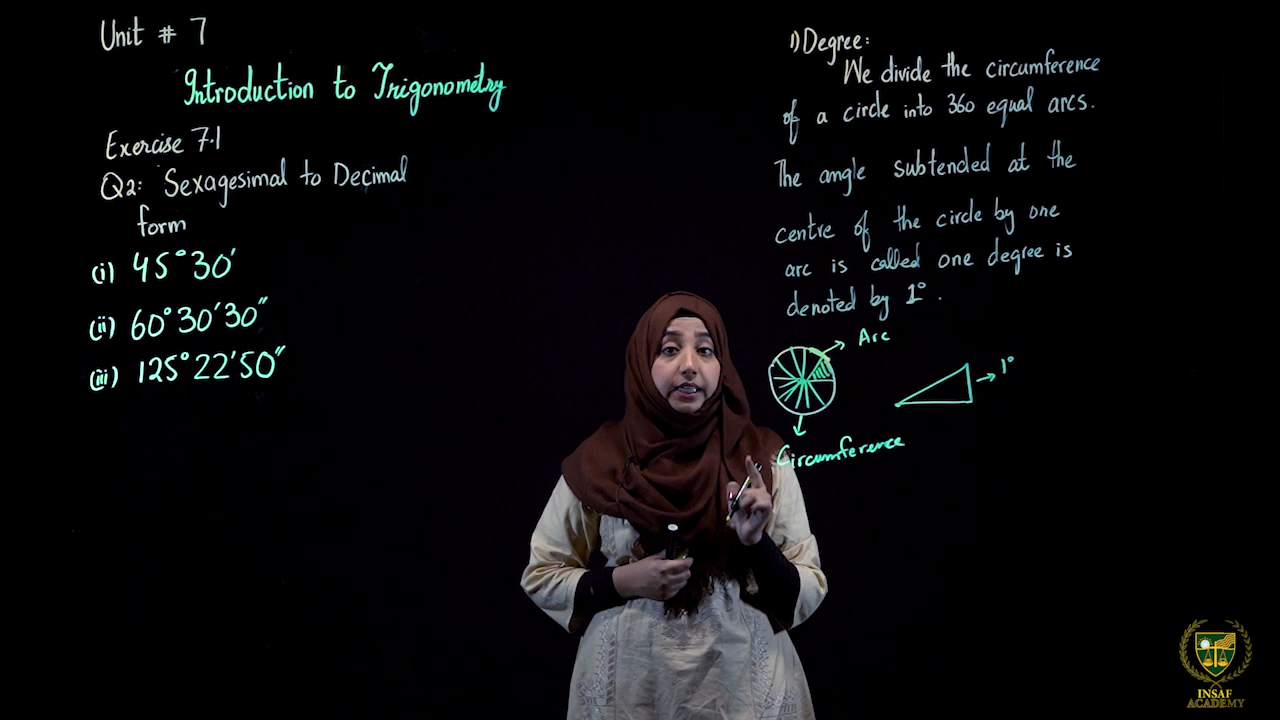 Unit # 7
Introduction to Trigonometry
Exercise 7.1
Q2: Sexagesimal to Decimal
form
(i) 45°30′
(ii) 60°30′30″
(iii) 125°22′50″
1) Degree:
We divide the circumference
of a circle into 360 equal arcs.
The angle subtended at the
centre of the circle by one
arc is called one degree is
denoted by 1°.
Arc
1°
Circumference
INSAF
ACADEMY